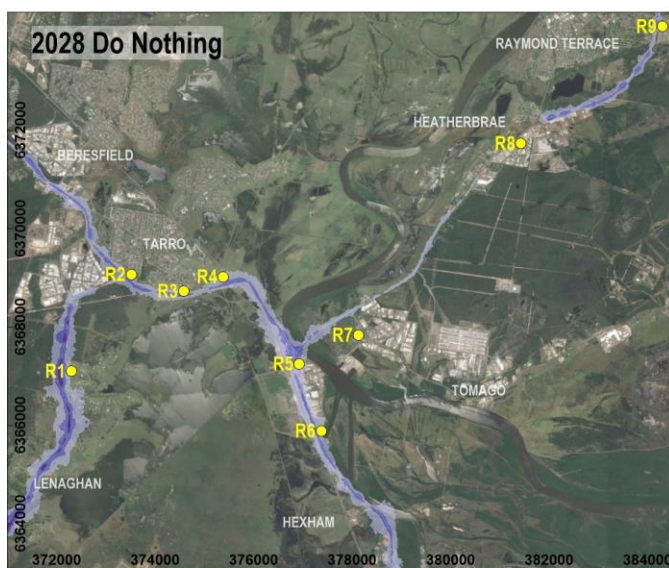 2028 Do Nothing
R9
RAYMOND TERRACE
HEATHERBRAE
R8
BERESFIELD
TARRO
R2
R3
R4
R7
R5
R1
TOMAGO
R6
LENAGHAN
HEXHAM
6372000
6370000
6368000
6366000
6364000
372000 374000 376000 378000 380000 382000 384000